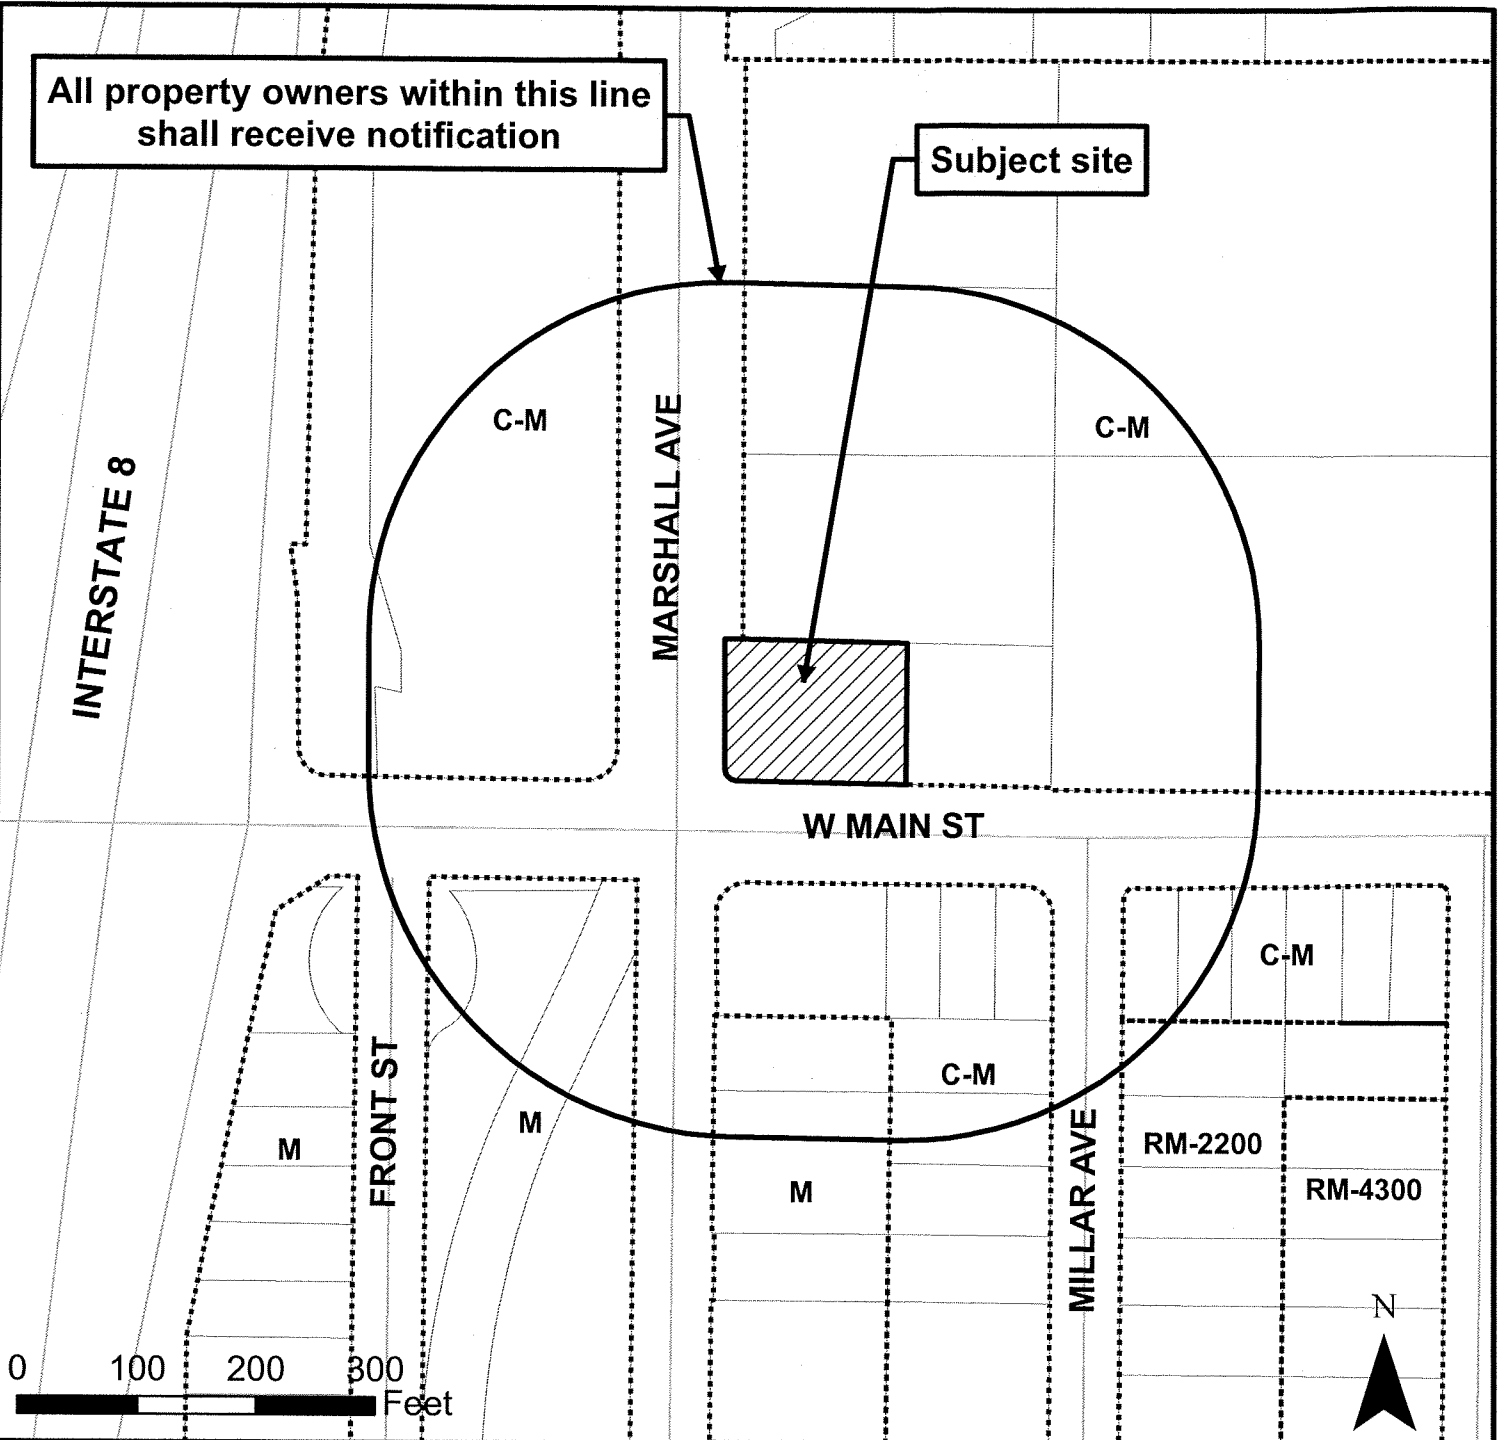 All property owners within this line
shall receive notification
Subject site
C-M
C-M
MARSHALL AVE
INTERSTATE 8
W MAIN ST
C-M
C-M
FRONT ST
M
M
M
MILLAR AVE
RM-2200
RM-4300
N
0 100 200 300
Feet